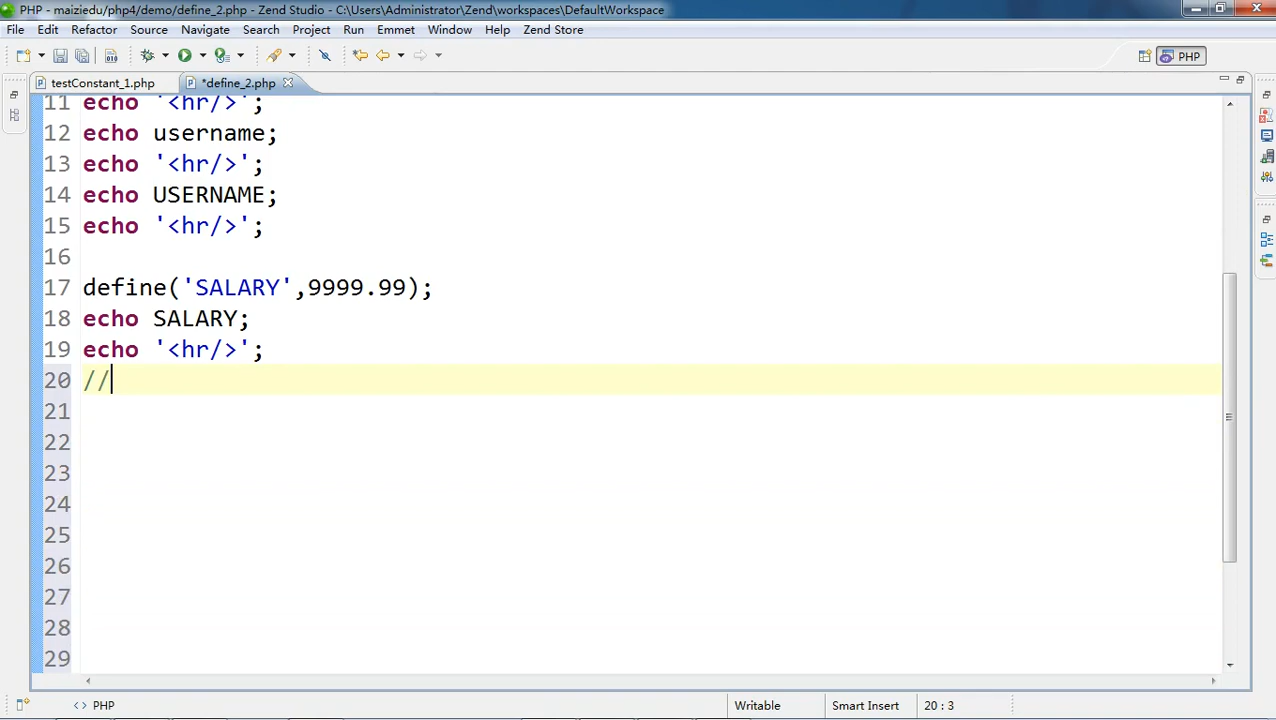 PHP - maiziedu/php4/demo/define_2.php - Zend Studio - C:\Users\Administrator\Zend\workspaces\DefaultWorkspace
File Edit Refactor Source Navigate Search Project Run Emmet Window Help Zend Store
PHP
testConstant_1.php *define_2.php
11 echo '<hr/>';
12 echo username;
13 echo '<hr/>';
14 echo USERNAME;
15 echo '<hr/>';
16
17 define('SALARY',9999.99);
18 echo SALARY;
19 echo '<hr/>';
20 //
21
22
23
24
25
26
27
28
29
<> PHP Writable Smart Insert 20 : 3